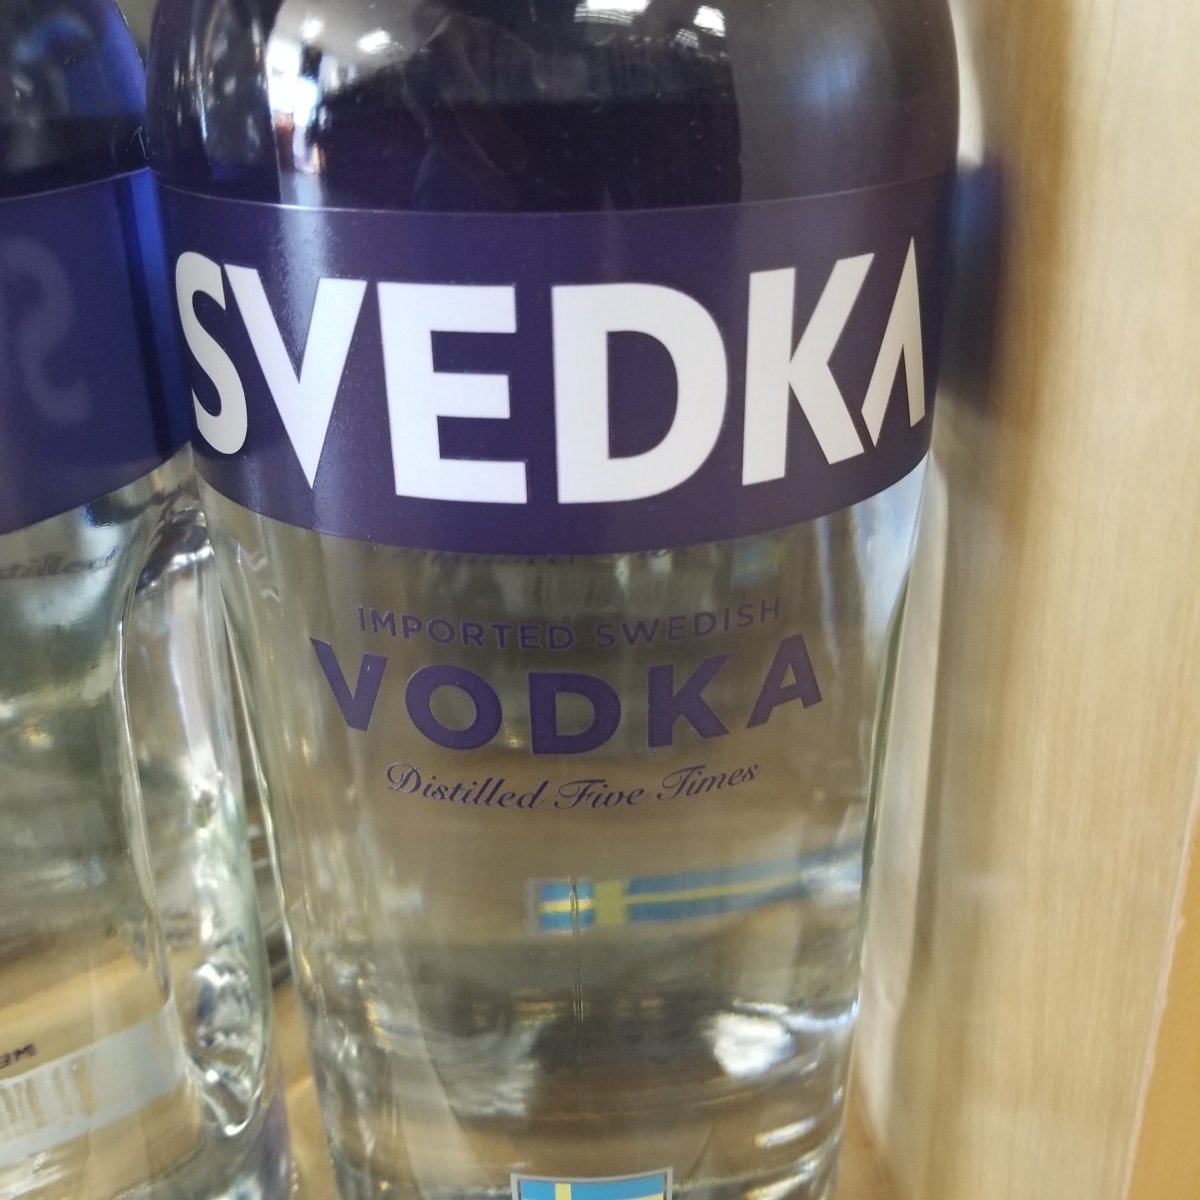 SVEDKA
IMPORTED SWEDISH
VODKA
Distilled Five Times